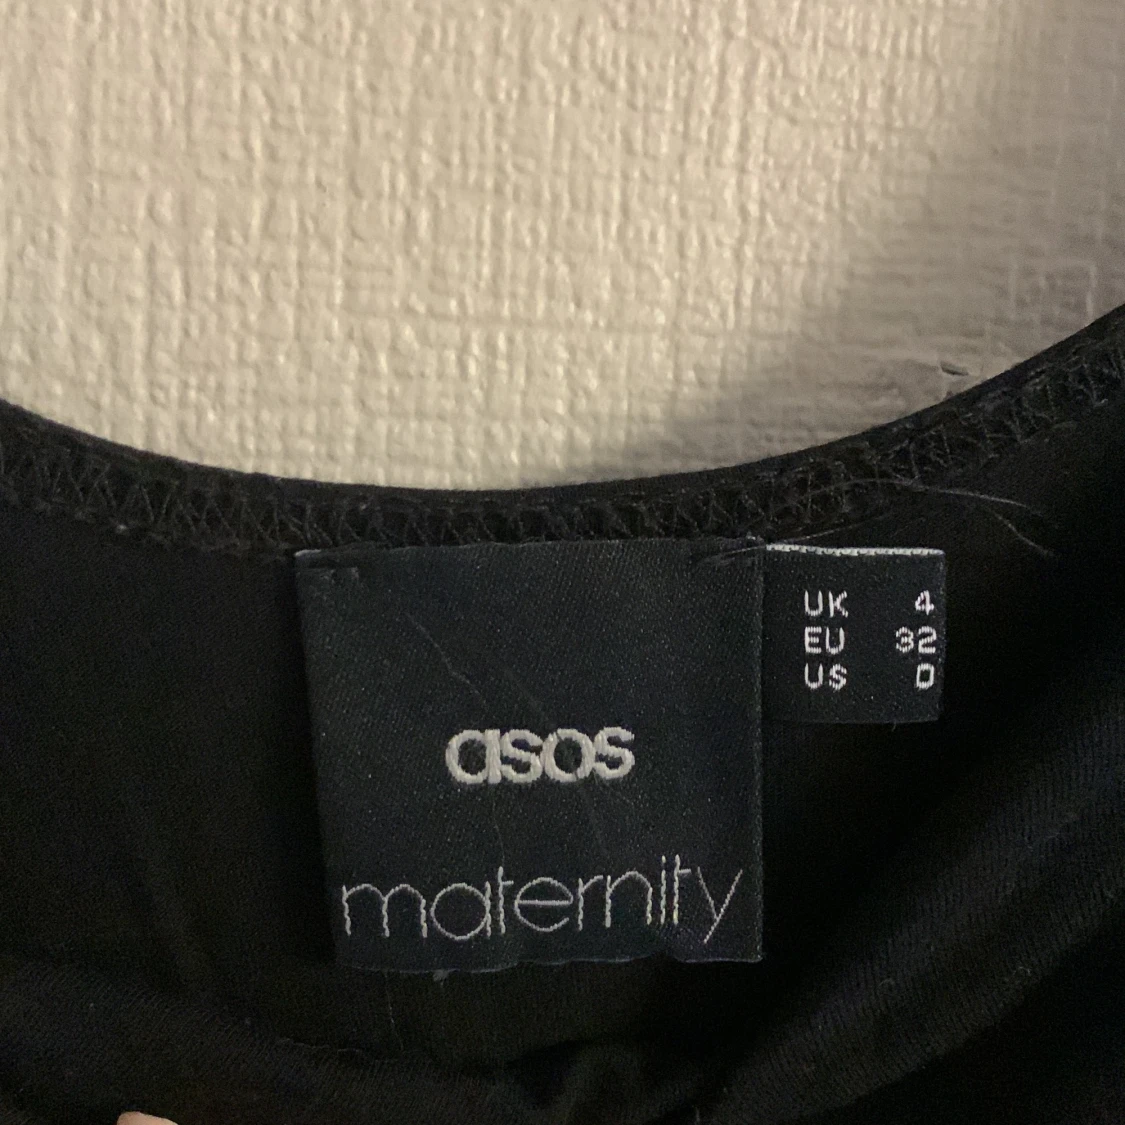 asos
maternity
UK 4
EU 32
US 0